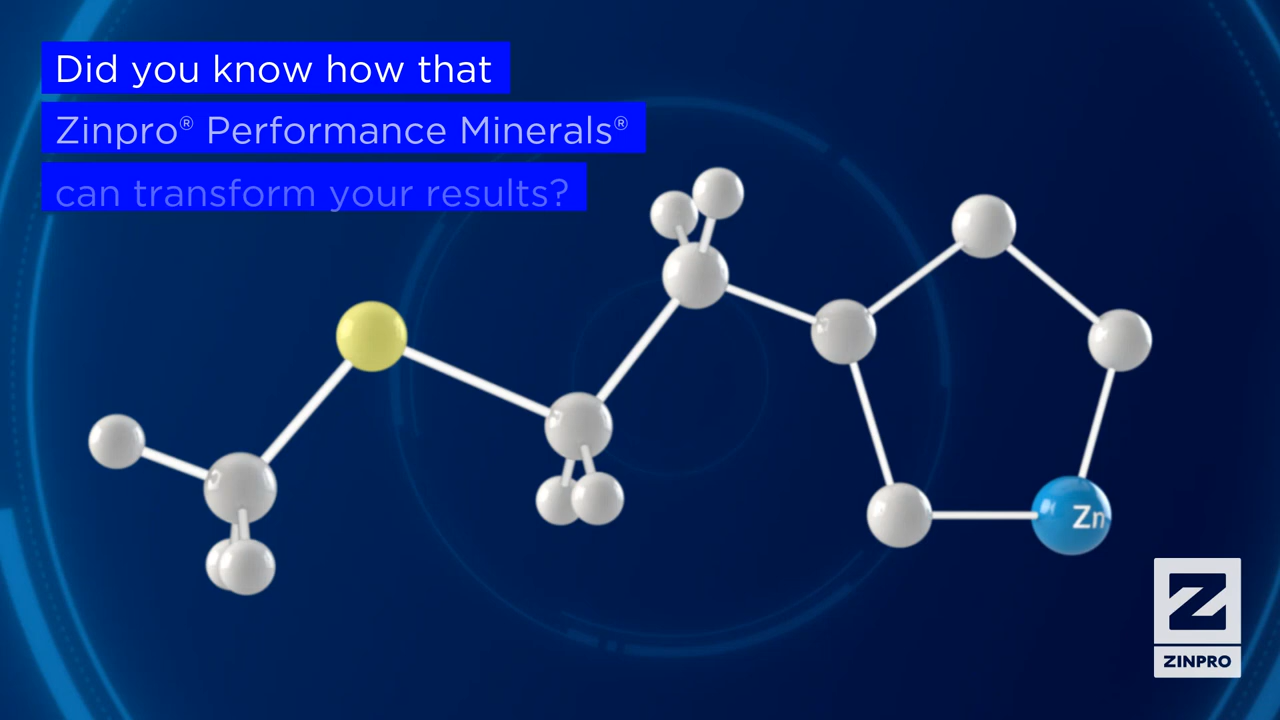 Did you know how that
Zinpro® Performance Minerals®
can transform your results?
Zn
Z
ZINPRO